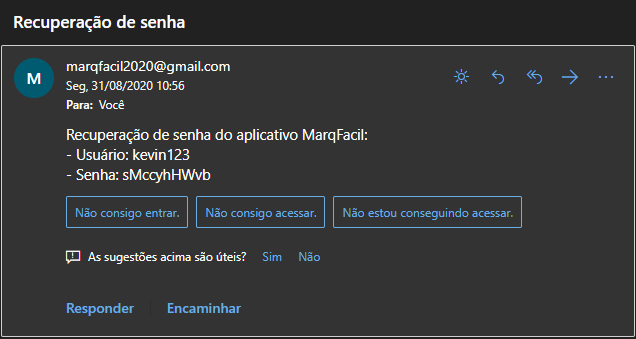 Recuperação de senha
M
marqfacil2020@gmail.com
Seg, 31/08/2020 10:56
Para: Você
Recuperação de senha do aplicativo MarqFacil:
- Usuário: kevin123
- Senha: sMccyhHWvb
Não consigo entrar. Não consigo acessar. Não estou conseguindo acessar.
As sugestões acima são úteis? Sim Não
Responder Encaminhar